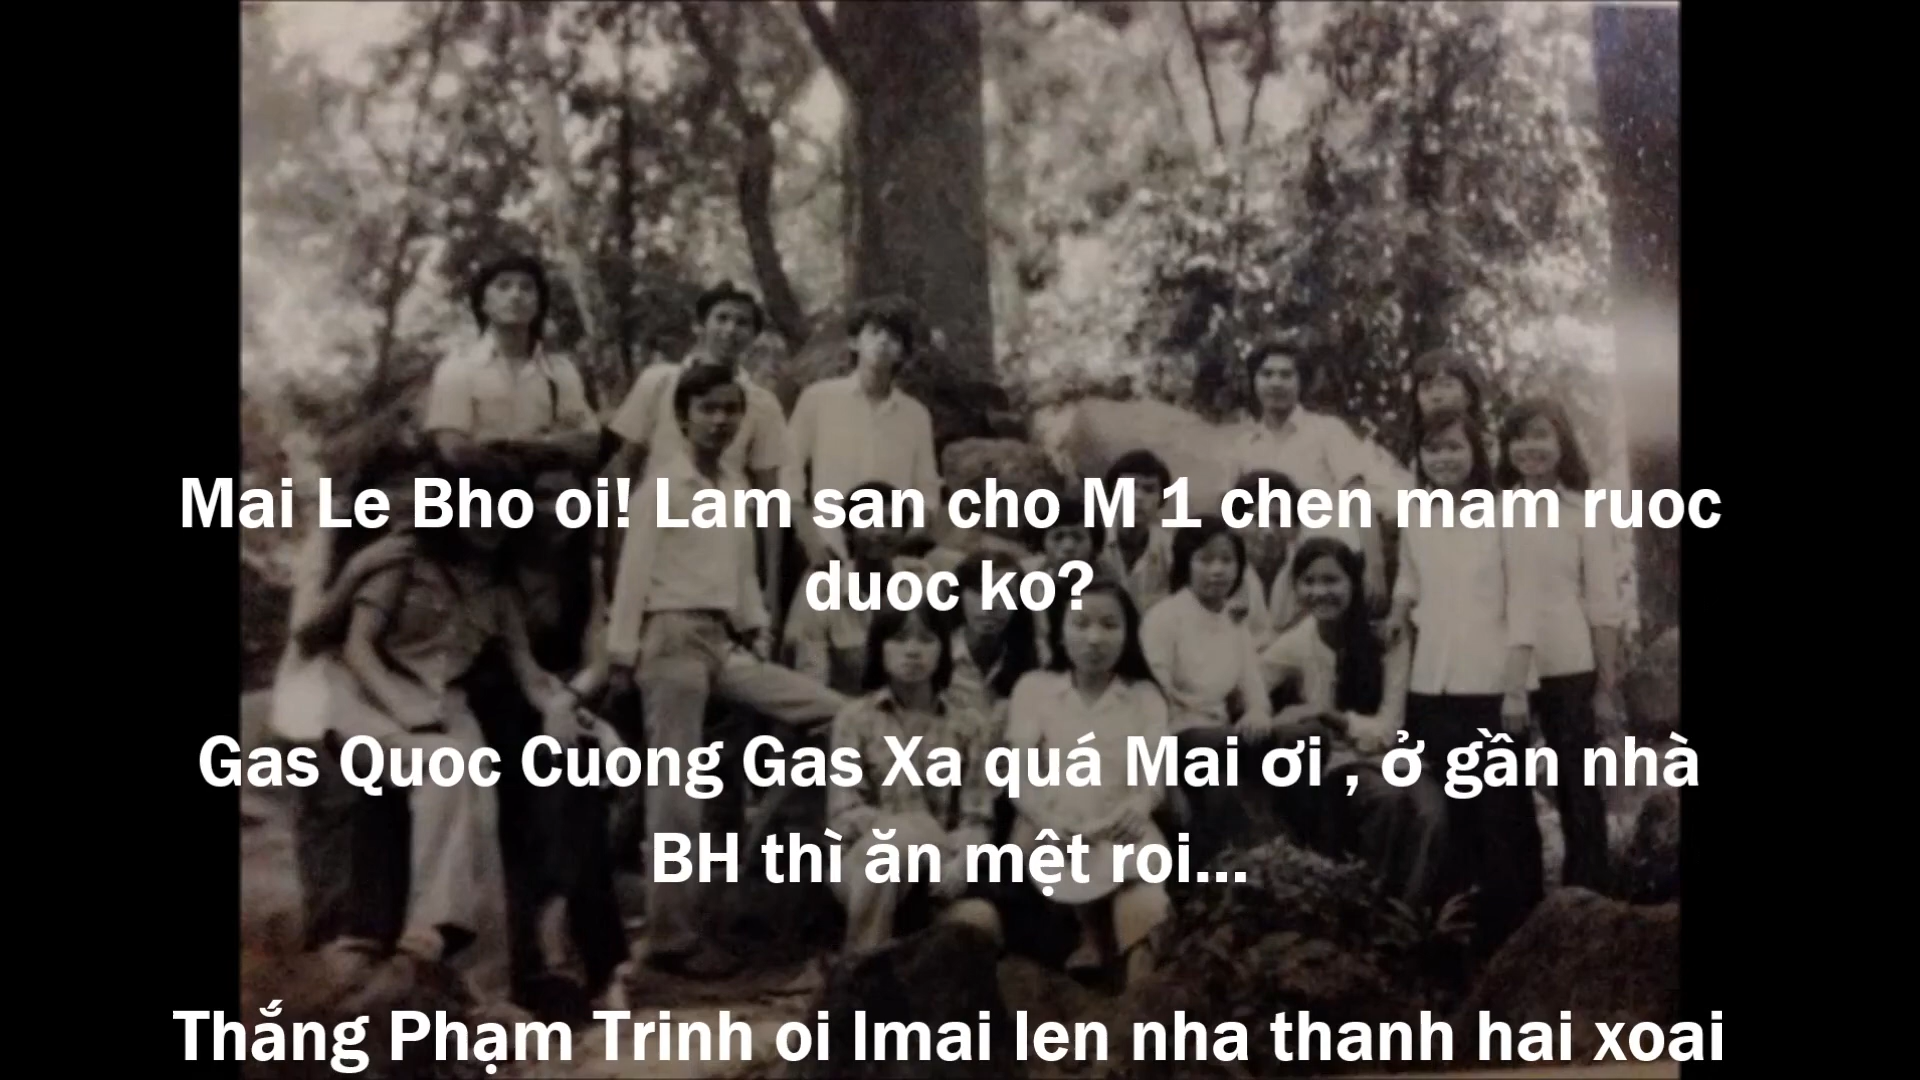 Mai Le Bho oi! Lam san cho M 1 chen mam ruoc
duoc ko?
Gas Quoc Cuong Gas Xa quá Mai ơi , ở gần nhà
BH thì ăn mệt roi...
Thắng Phạm Trinh oi lmai len nha thanh hai xoai